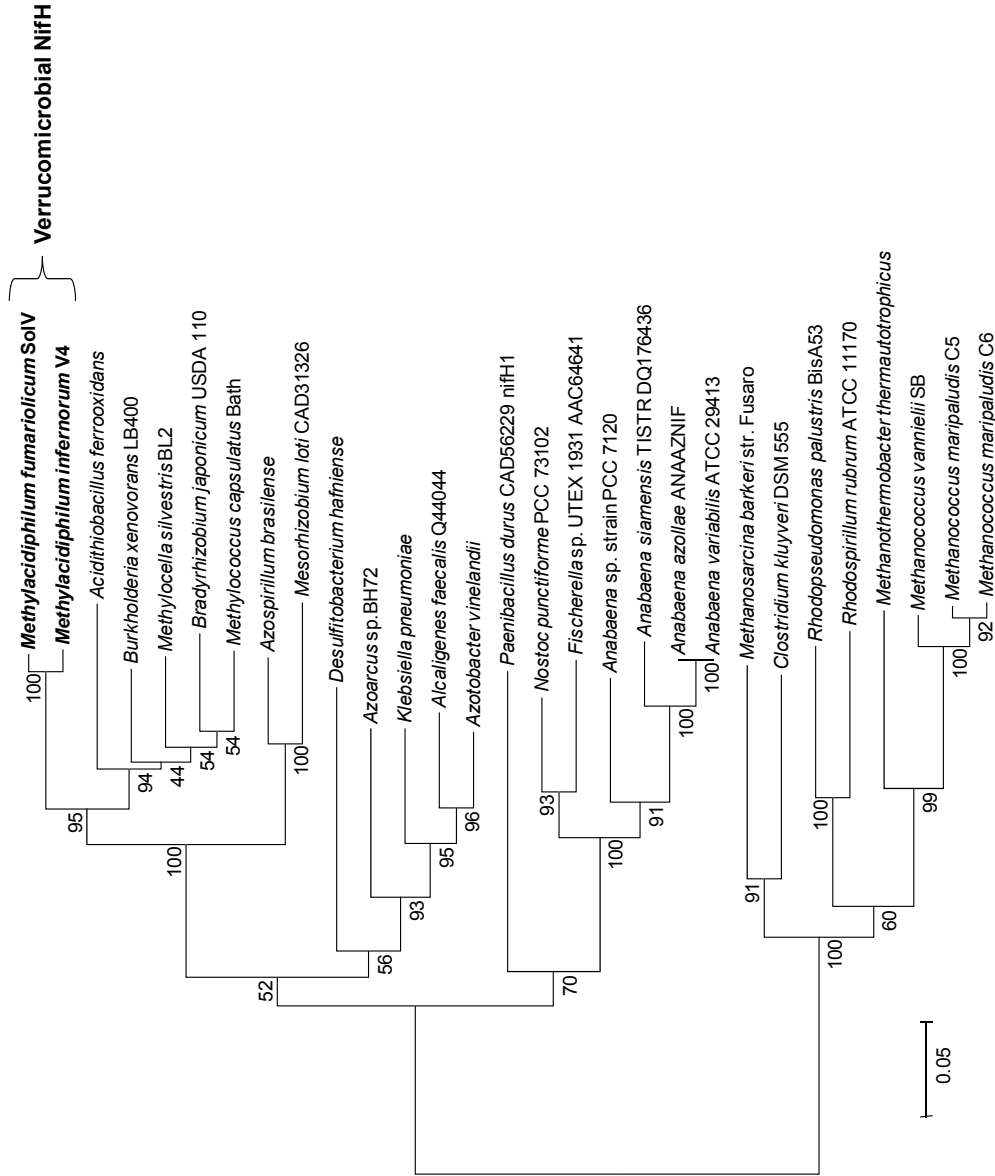 Verrucomicrobial NifH
Methylacidiphilum fumariolicum SolV
Methylacidiphilum infernorum V4
Acidithiobacillus ferrooxidans
Burkholderia xenovorans LB400
Methylocella silvestris BL2
Bradyrhizobium japonicum USDA 110
Methylococcus capsulatus Bath
Azospirillum brasilense
Mesorhizobium loti CAD31326
Desulfitobacterium hafniense
Azoarcus sp. BH72
Klebsiella pneumoniae
Alcaligenes faecalis Q44044
Azotobacter vinelandii
Paenibacillus durus CAD56229 nifH1
Nostoc punctiforme PCC 73102
Fischerella sp. UTEX 1931 AAC64641
Anabaena sp. strain PCC 7120
Anabaena siamensis TISTR DQ176436
Anabaena azollae ANAAZNIF
Anabaena variabilis ATCC 29413
Methanosarcina barkeri str. Fusaro
Clostridium kluyveri DSM 555
Rhodopseudomonas palustris BisA53
Rhodospirillum rubrum ATCC 11170
Methanothermobacter thermautotrophicus
Methanococcus vannielii SB
Methanococcus maripaludis C5
Methanococcus maripaludis C6
100
95
94
44
54
54
100
100
52
56
93
95
96
70
93
100
91
100
100
91
100
100
60
99
100
92
0.05